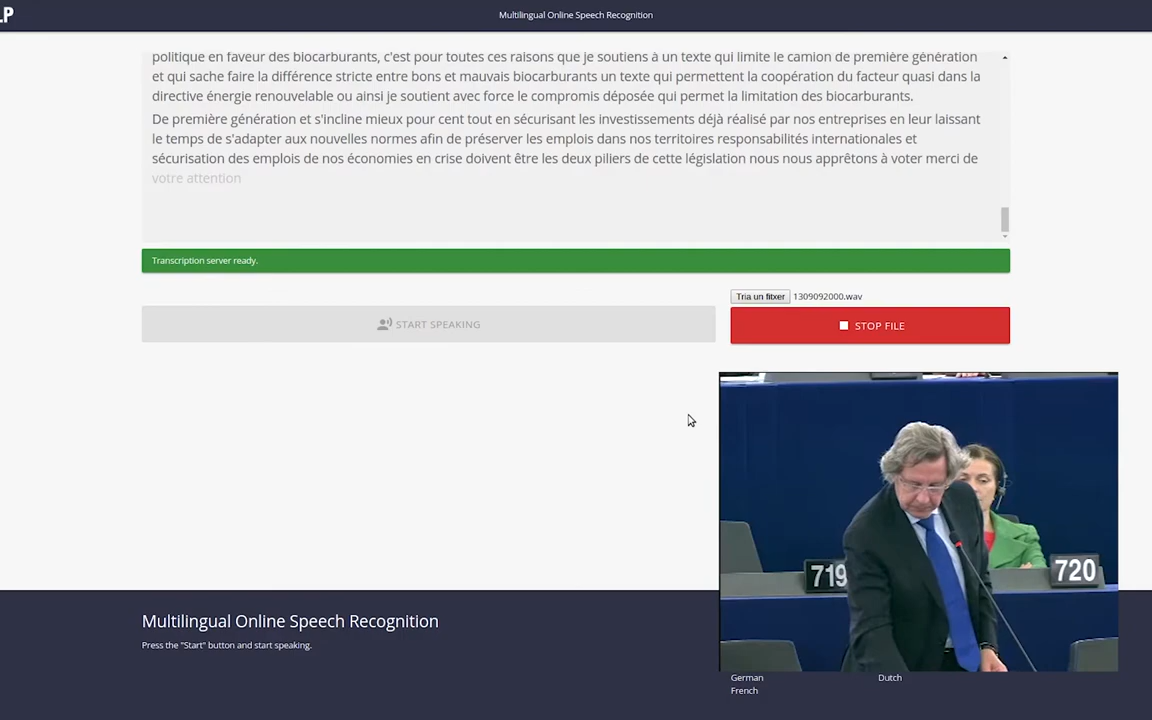 LP
Multilingual Online Speech Recognition
politique en faveur des biocarburants, c'est pour toutes ces raisons que je soutiens à un texte qui limite le camion de première génération
et qui sache faire la différence stricte entre bons et mauvais biocarburants un texte qui permettent la coopération du facteur quasi dans la
directive énergie renouvelable ou ainsi je soutient avec force le compromis déposée qui permet la limitation des biocarburants.
De première génération et s'incline mieux pour cent tout en sécurisant les investissements déjà réalisé par nos entreprises en leur laissant
le temps de s'adapter aux nouvelles normes afin de préserver les emplois dans nos territoires responsabilités internationales et
sécurisation des emplois de nos économies en crise doivent être les deux piliers de cette législation nous nous apprêtons à voter merci de
votre attention
Transcription server ready.
Tria un fitxer 1309092000.wav
START SPEAKING
STOP FILE
719
720
Multilingual Online Speech Recognition
Press the "Start" button and start speaking.
German Dutch
French